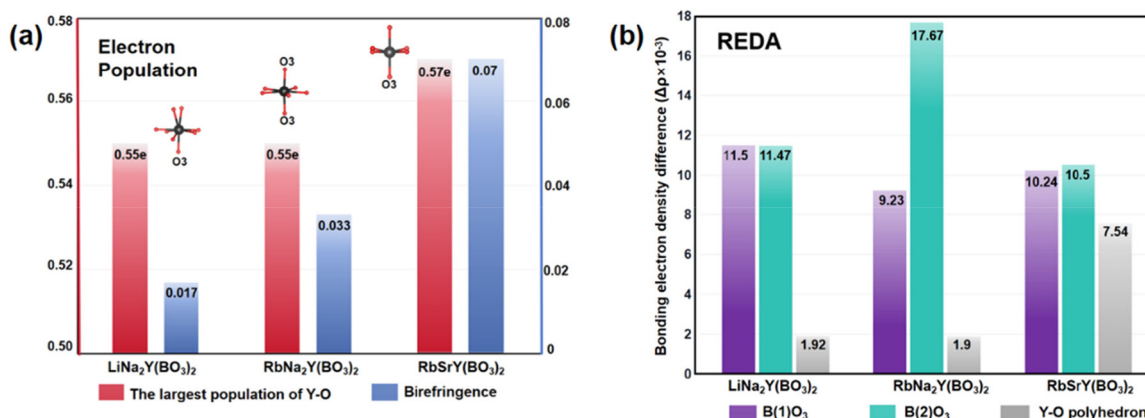 (a)
Electron
Population
0.58
0.56
0.54
0.52
0.50
0.08
0.06
0.04
0.02
0
O3
O3
O3
O3
0.55e
0.017
0.55e
0.033
0.57e
0.07
LiNa₂Y(BO₃)₂
RbNa₂Y(BO₃)₂
RbSrY(BO₃)₂
The largest population of Y-O
Birefringence
(b)
REDA
Bonding electron density difference (Δρ×10⁻³)
18
16
14
12
10
8
6
4
2
0
11.5
11.47
1.92
9.23
17.67
1.9
10.24
10.5
7.54
LiNa₂Y(BO₃)₂
RbNa₂Y(BO₃)₂
RbSrY(BO₃)₂
B(1)O₃
B(2)O₃
Y-O polyhedron